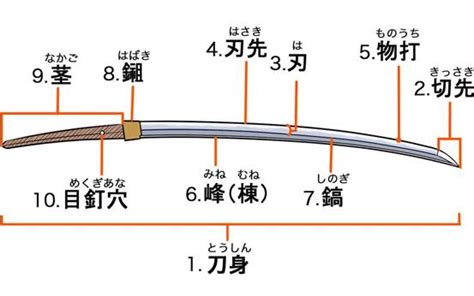 はさき
4.刃先
は
3.刃
ものうち
5.物打
きっさき
2.切先
なかご
9.茎
はばき
8.鎺
めくぎあな
10.目釘穴
みね むね
6.峰(棟)
しのぎ
7.鎬
とうしん
1.刀身